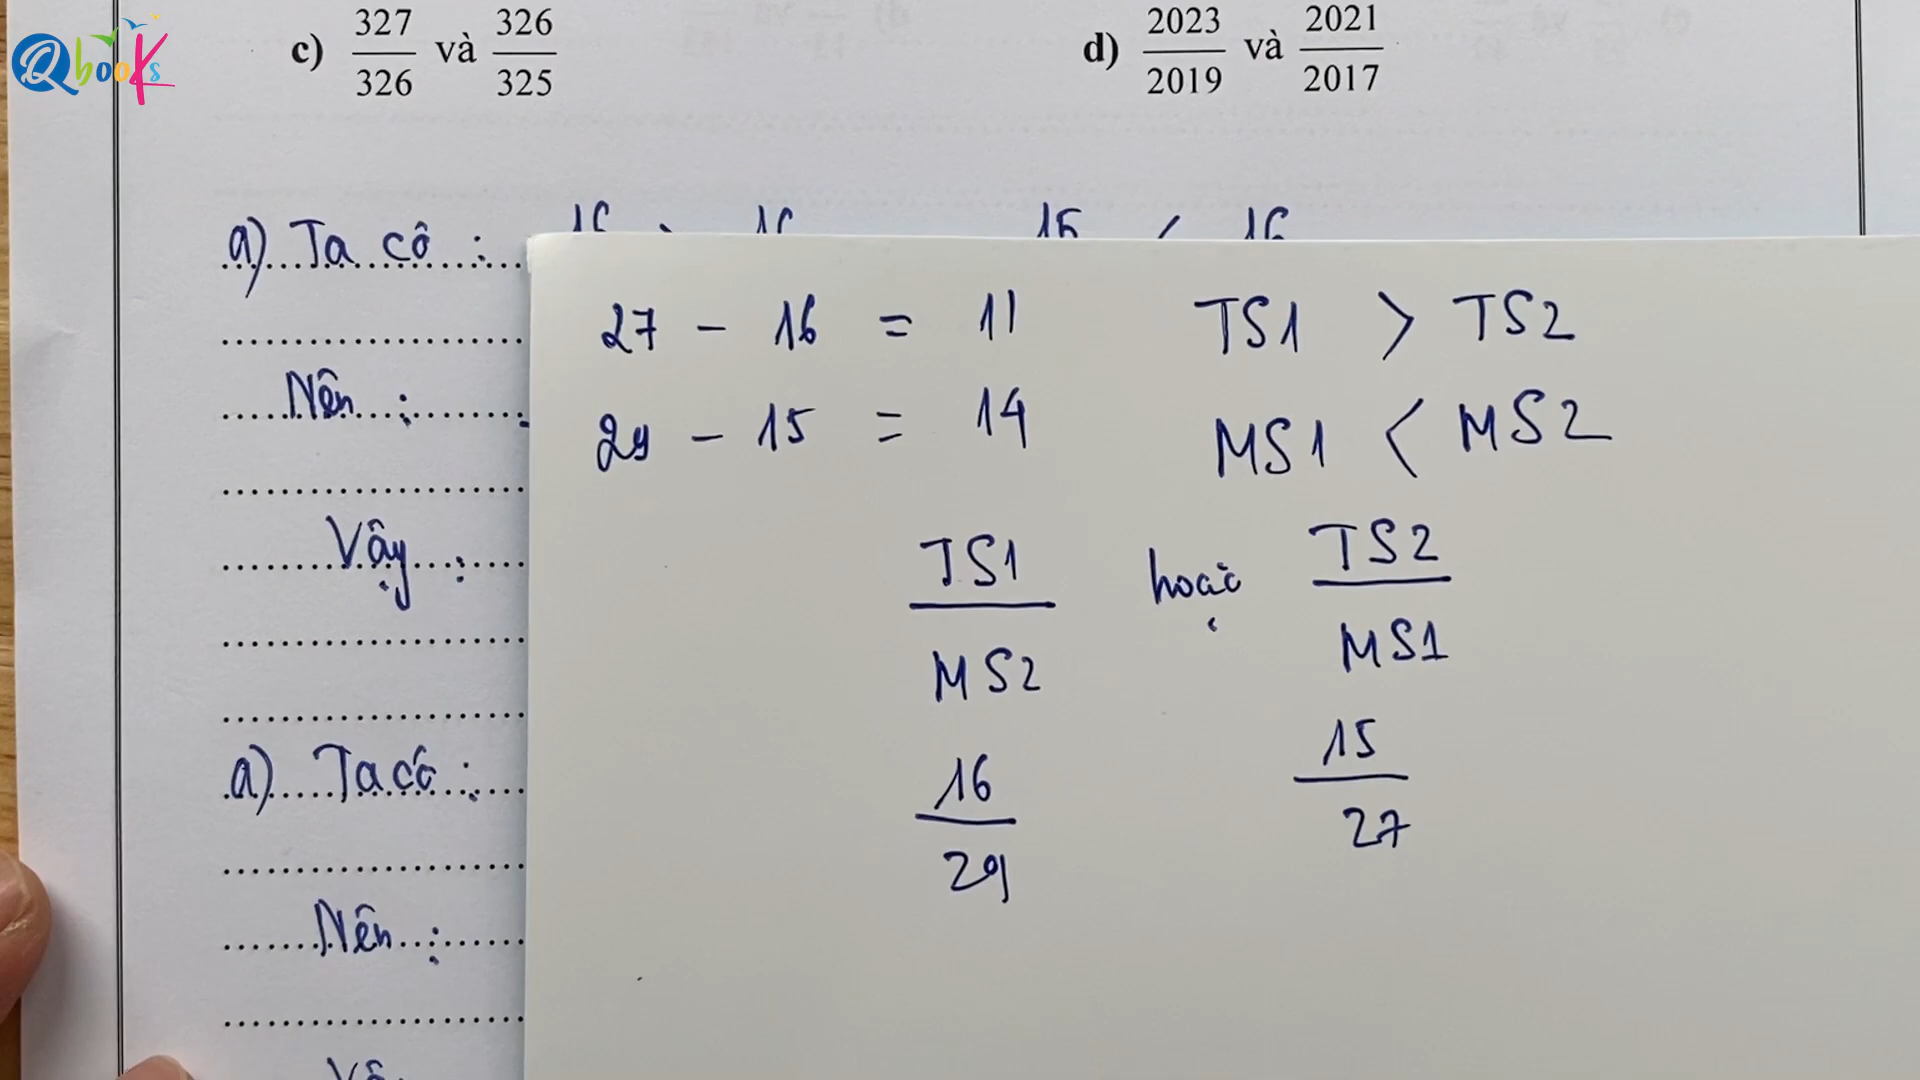 Qbooks
c) 327/326 và 326/325
d) 2023/2019 và 2021/2017
a) Ta có :
Nên :
Vậy :
a) Ta có :
Nên :
27 - 16 = 11
29 - 15 = 14
TS1 > TS2
MS1 < MS2
TS1/MS2 hoặc TS2/MS1
16/29
15/27